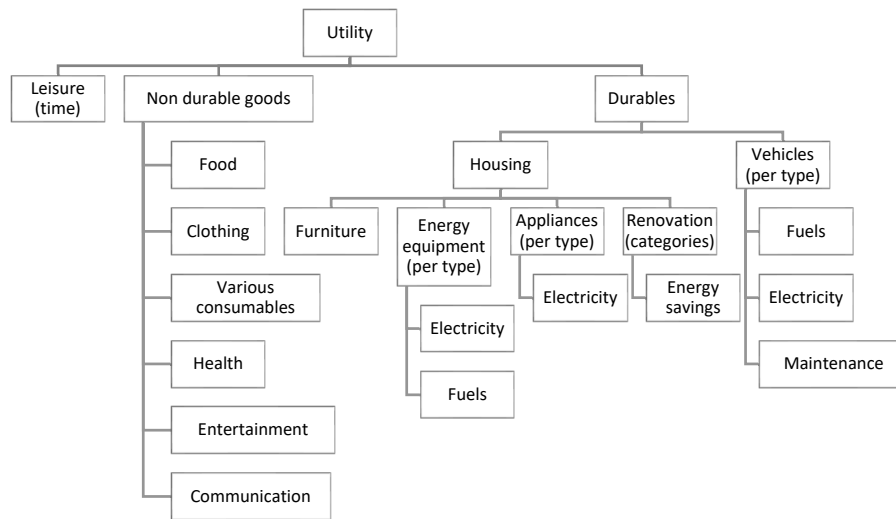 Utility
Leisure
(time)
Non durable goods
Durables
Food
Clothing
Various
consumables
Health
Entertainment
Communication
Housing
Vehicles
(per type)
Furniture
Energy
equipment
(per type)
Appliances
(per type)
Renovation
(categories)
Electricity
Fuels
Electricity
Energy
savings
Fuels
Electricity
Maintenance